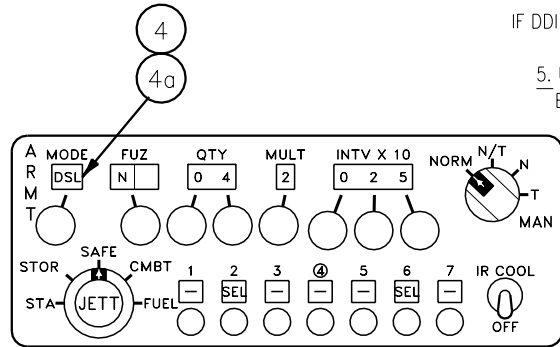 4
4a
IF DDI
5.
A R M T
MODE FUZ QTY MULT INTV X 10
DSL N 0 4 2 0 2 5
NORM N/T N T MAN
STA STOR SAFE CMBT FUEL
JETT
1 2 3 ④ 5 6 7
– SEL – – – SEL –
IR COOL
OFF